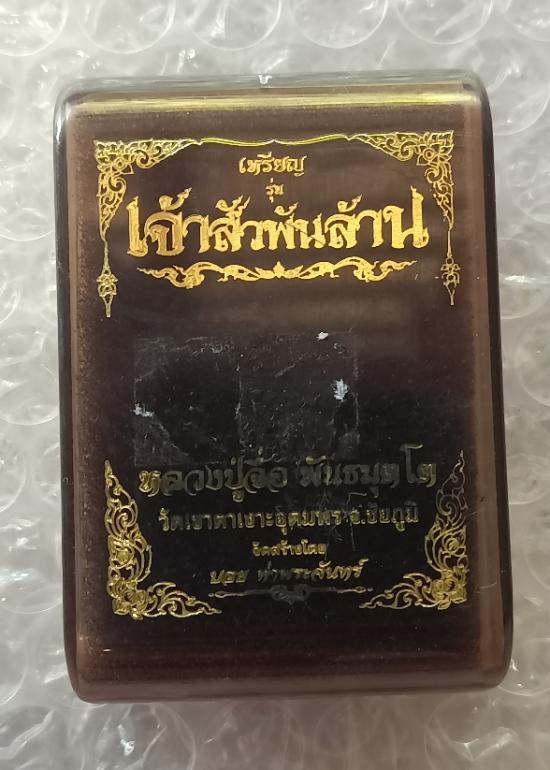 เหรียญ
รุ่น
เจ้าสัวพันล้าน
หลวงปู่จื่อ พันธมุตโต
วัดเขาตาเงาะอุดมพร จ.ชัยภูมิ
จัดสร้างโดย
บอย ท่าพระจันทร์